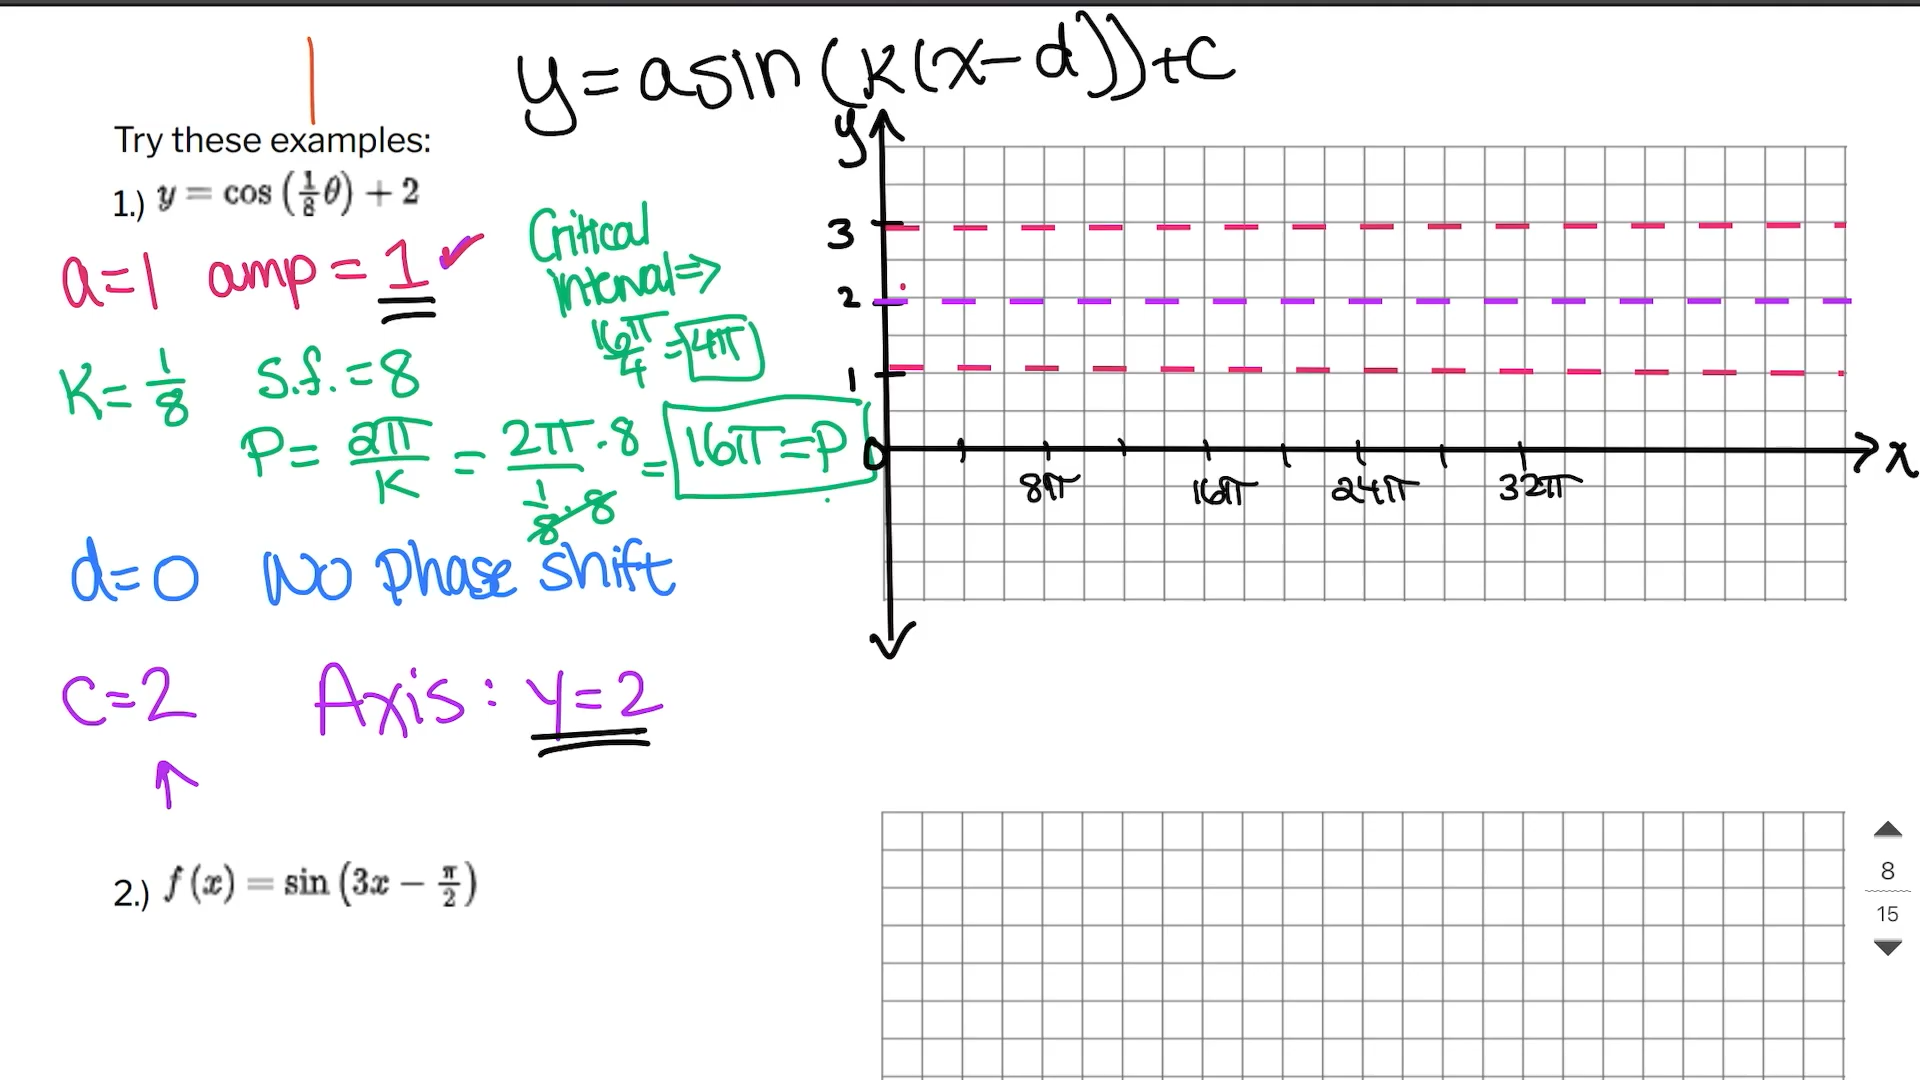 y = a sin (k(x-d)) + c
Try these examples:
1.) y = cos (1/8 θ) + 2
a=1 amp = 1 ✓
Critical
interval ⇒
16π/4 = 4π
K = 1/8 s.f. = 8
P = 2π/K = 2π·8 / 1/8·8 = 16π = P
d=0 No phase shift
c=2 Axis: y=2
↑
2.) f(x) = sin (3x − π/2)
y
3
2
1
0
8π 16π 24π 32π
x
8
15